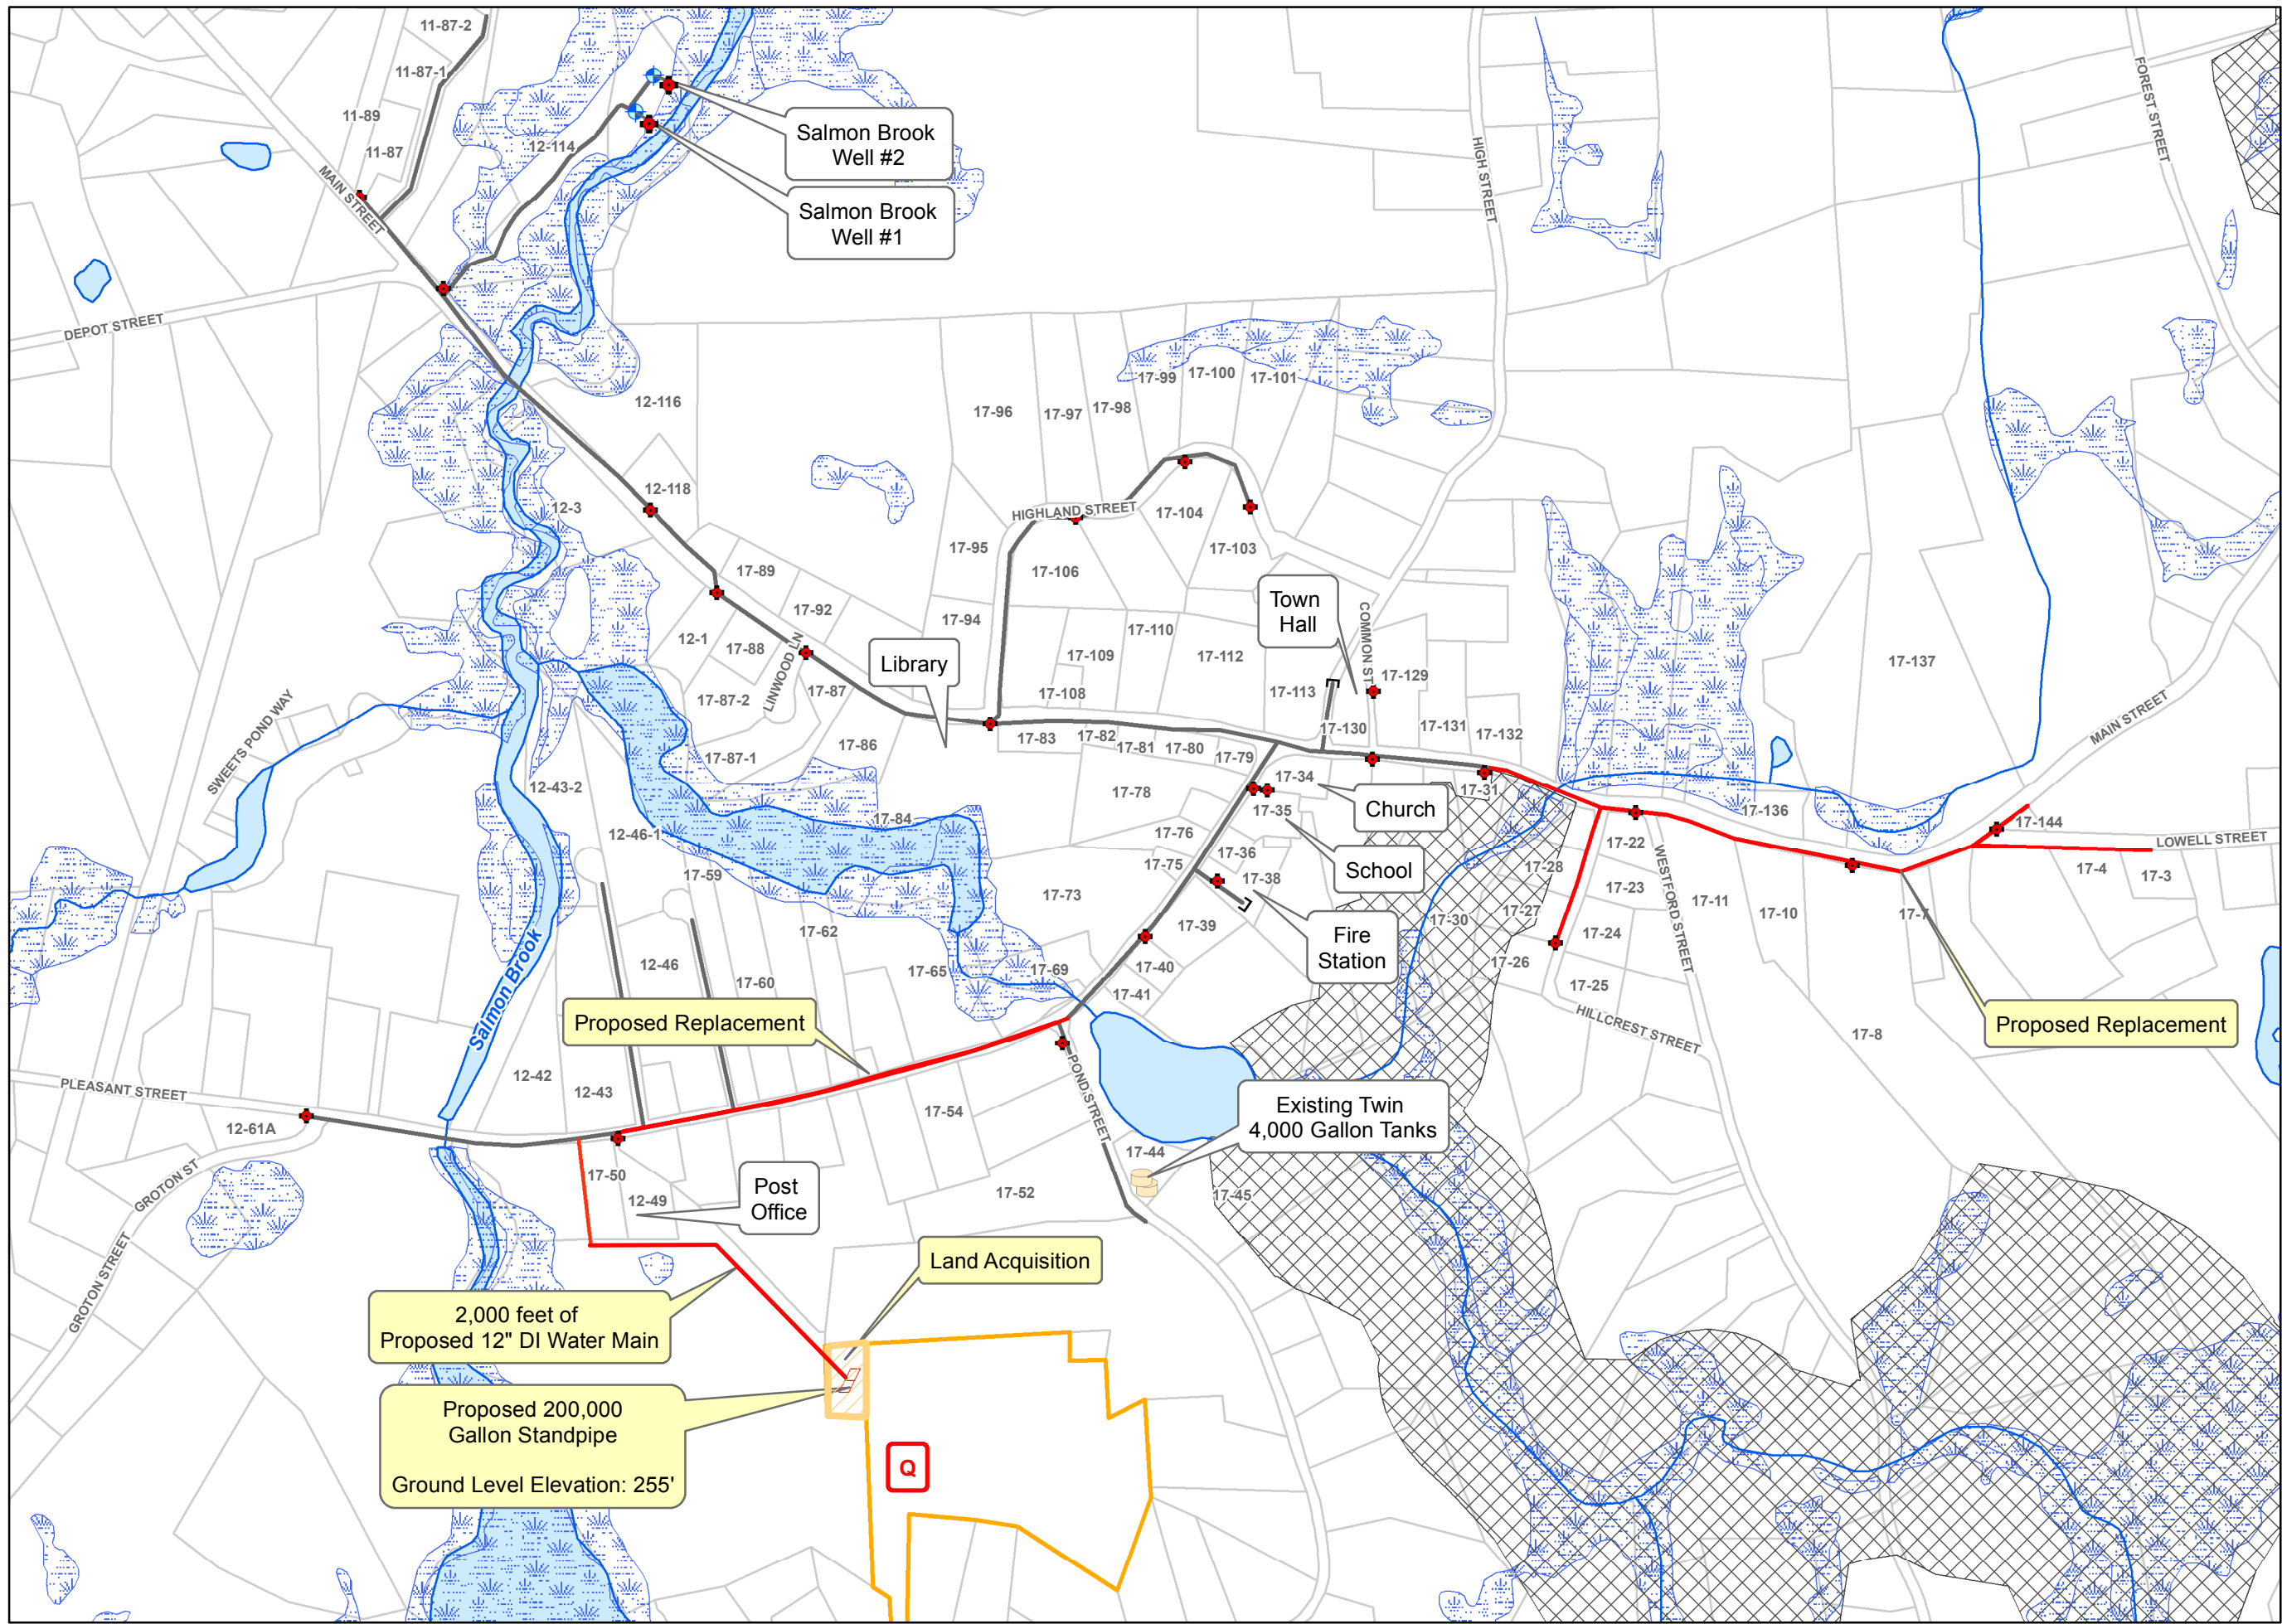 11-87-2
11-87-1
11-89
11-87
12-114
MAIN STREET
Salmon Brook
Well #2
Salmon Brook
Well #1
HIGH STREET
FOREST STREET
DEPOT STREET
12-116
17-96
17-97
17-98
17-99
17-100
17-101
12-118
12-3
HIGHLAND STREET
17-104
17-103
17-95
17-106
17-89
17-92
17-94
Town
Hall
COMMON ST
12-1
17-88
LINWOOD LN
Library
17-110
17-109
17-112
17-108
17-113
17-129
17-137
17-87-2
17-87
SWEETS POND WAY
MAIN STREET
17-83
17-82
17-81
17-80
17-79
17-130
17-131
17-132
17-86
17-87-1
12-43-2
17-78
17-34
17-31
Church
17-35
17-136
17-84
12-46-1
17-76
17-144
LOWELL STREET
17-36
School
17-22
17-28
WESTFORD STREET
17-75
17-38
17-59
17-73
17-23
17-4
17-3
17-11
17-10
17-7
17-39
17-30
17-27
17-24
17-62
Fire
Station
Salmon Brook
12-46
17-65
17-69
17-40
17-26
17-25
17-60
17-41
HILLCREST STREET
Proposed Replacement
Proposed Replacement
17-8
PLEASANT STREET
12-42
12-43
POND STREET
17-54
Existing Twin
4,000 Gallon Tanks
12-61A
17-44
GROTON ST
17-50
12-49
Post
Office
17-52
17-45
Land Acquisition
GROTON STREET
2,000 feet of
Proposed 12" DI Water Main
Proposed 200,000
Gallon Standpipe
Ground Level Elevation: 255'
Q